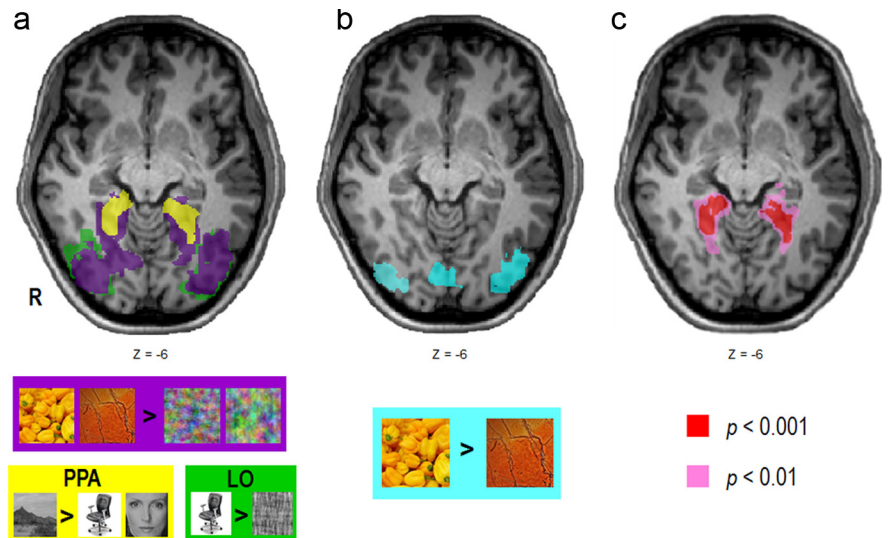 a
b
c
R
Z = -6
Z = -6
Z = -6
>
PPA
>
LO
>
>
p < 0.001
p < 0.01